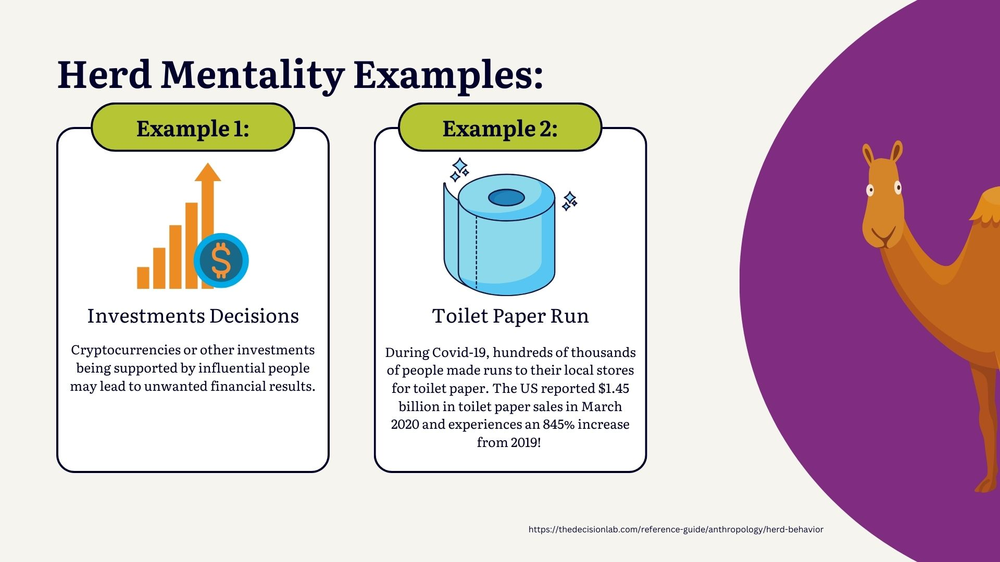 Herd Mentality Examples:
Example 1:
Investments Decisions
Cryptocurrencies or other investments
being supported by influential people
may lead to unwanted financial results.
Example 2:
Toilet Paper Run
During Covid-19, hundreds of thousands
of people made runs to their local stores
for toilet paper. The US reported $1.45
billion in toilet paper sales in March
2020 and experiences an 845% increase
from 2019!
https://thedecisionlab.com/reference-guide/anthropology/herd-behavior